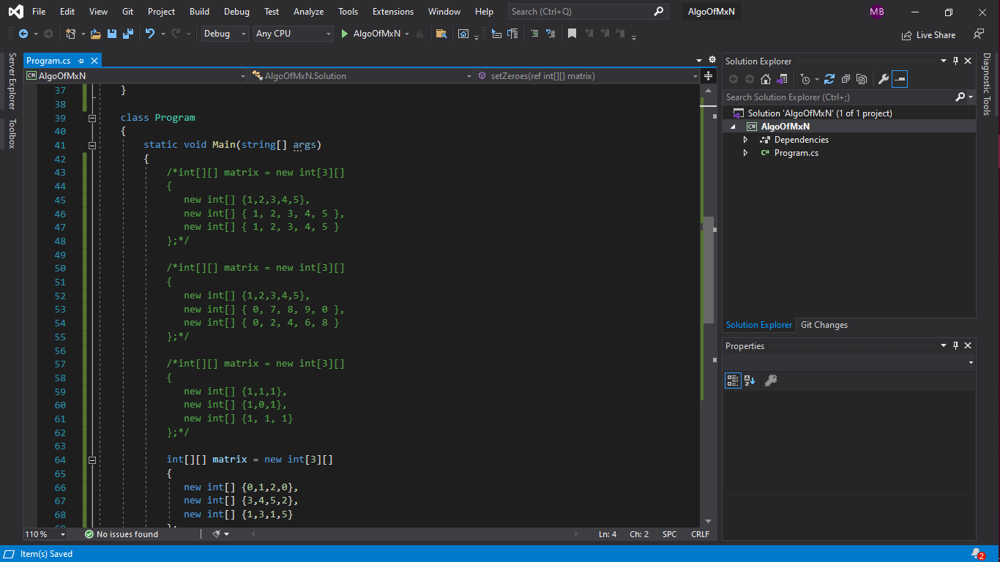 File Edit View Git Project Build Debug Test Analyze Tools Extensions Window Help Search (Ctrl+Q) AlgoOfMxN MB
Debug Any CPU AlgoOfMxN Live Share
Server Explorer
Toolbox
Program.cs
AlgoOfMxN AlgoOfMxN.Solution setZeroes(ref int[][] matrix)
37 }
38
39 class Program
40 {
41 static void Main(string[] args)
42 {
43 /*int[][] matrix = new int[3][]
44 {
45 new int[] {1,2,3,4,5},
46 new int[] { 1, 2, 3, 4, 5 },
47 new int[] { 1, 2, 3, 4, 5 }
48 };*/
49
50 /*int[][] matrix = new int[3][]
51 {
52 new int[] {1,2,3,4,5},
53 new int[] { 0, 7, 8, 9, 0 },
54 new int[] { 0, 2, 4, 6, 8 }
55 };*/
56
57 /*int[][] matrix = new int[3][]
58 {
59 new int[] {1,1,1},
60 new int[] {1,0,1},
61 new int[] {1, 1, 1}
62 };*/
63
64 int[][] matrix = new int[3][]
65 {
66 new int[] {0,1,2,0},
67 new int[] {3,4,5,2},
68 new int[] {1,3,1,5}
69 };
110 % No issues found Ln: 4 Ch: 2 SPC CRLF
Solution Explorer
Search Solution Explorer (Ctrl+;)
Solution 'AlgoOfMxN' (1 of 1 project)
C# AlgoOfMxN
Dependencies
C# Program.cs
Solution Explorer Git Changes
Properties
Diagnostic Tools
Item(s) Saved 2